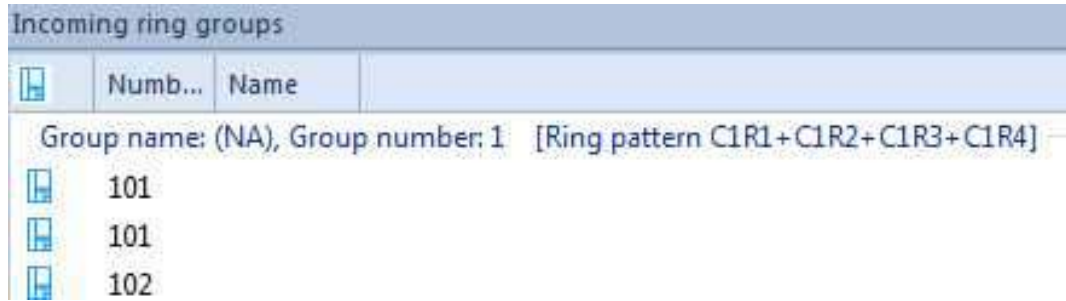 Incoming ring groups
Numb... Name
Group name: (NA), Group number: 1 [Ring pattern C1R1+C1R2+C1R3+C1R4]
101
101
102